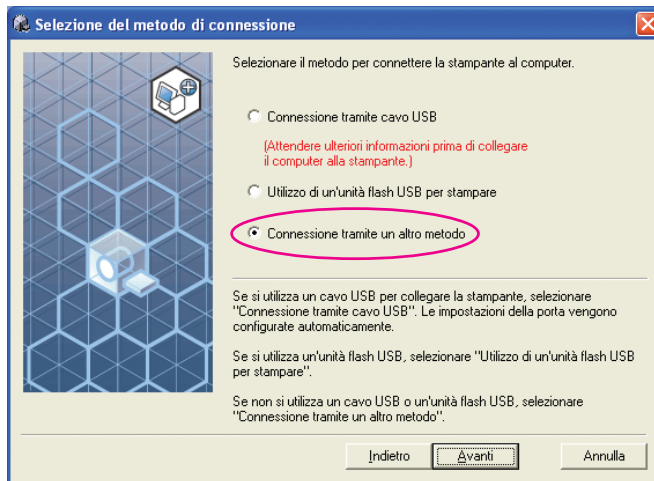 Selezione del metodo di connessione
Selezionare il metodo per connettere la stampante al computer.
Connessione tramite cavo USB
(Attendere ulteriori informazioni prima di collegare
il computer alla stampante.)
Utilizzo di un'unità flash USB per stampare
Connessione tramite un altro metodo
Se si utilizza un cavo USB per collegare la stampante, selezionare
"Connessione tramite cavo USB". Le impostazioni della porta vengono
configurate automaticamente.
Se si utilizza un'unità flash USB, selezionare "Utilizzo di un'unità flash USB
per stampare".
Se non si utilizza un cavo USB o un'unità flash USB, selezionare
"Connessione tramite un altro metodo".
Indietro
Avanti
Annulla